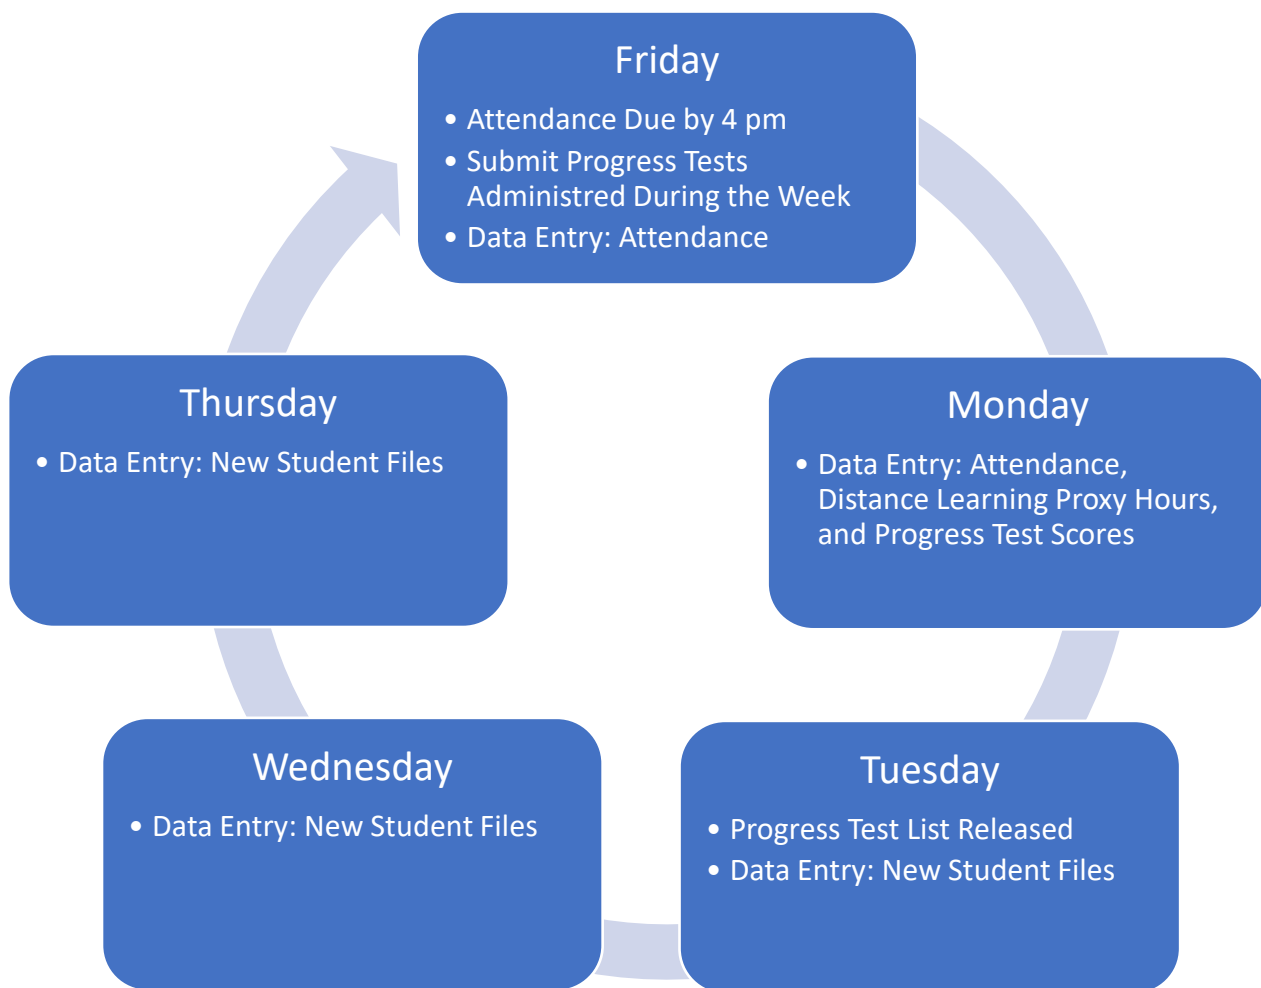 Friday
• Attendance Due by 4 pm
• Submit Progress Tests
Administred During the Week
• Data Entry: Attendance
Monday
• Data Entry: Attendance,
Distance Learning Proxy Hours,
and Progress Test Scores
Tuesday
• Progress Test List Released
• Data Entry: New Student Files
Wednesday
• Data Entry: New Student Files
Thursday
• Data Entry: New Student Files